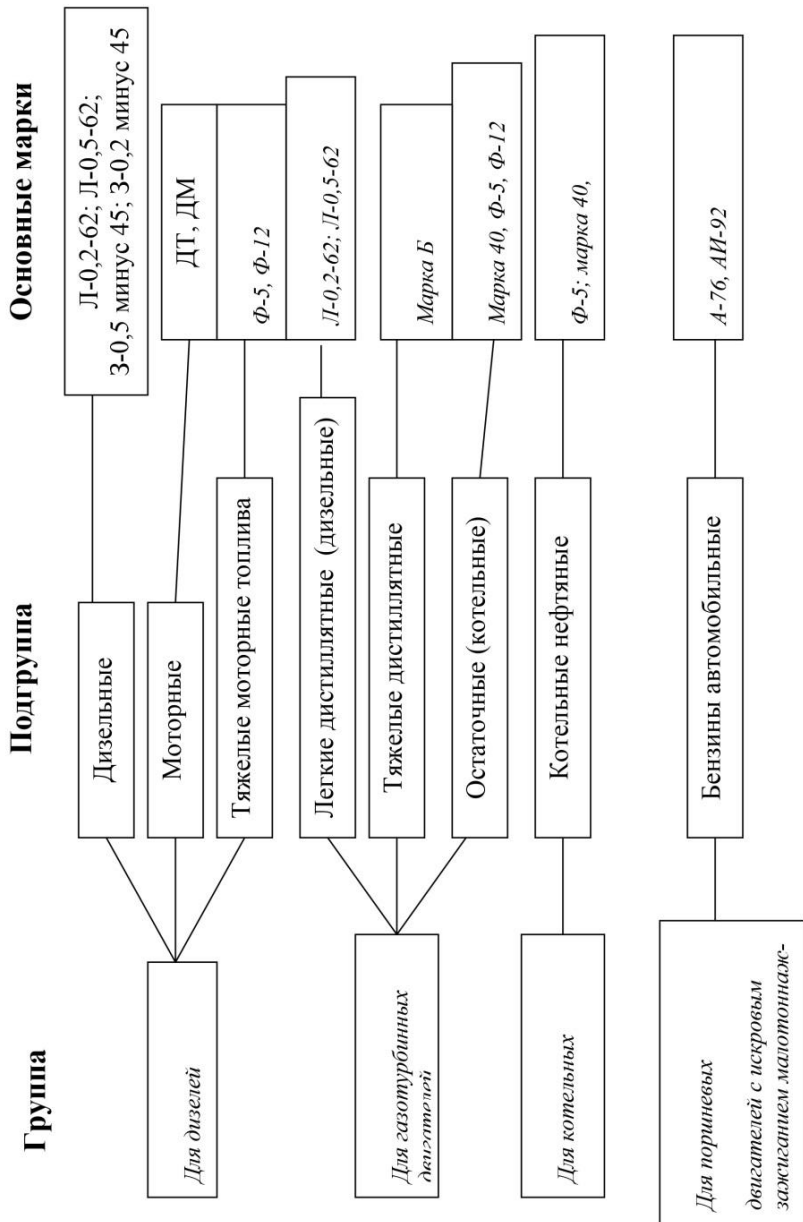 Группа
Подгруппа
Основные марки
Для дизелей
Дизельные
Л-0,2-62; Л-0,5-62;
З-0,5 минус 45; З-0,2 минус 45
Моторные
ДТ, ДМ
Тяжелые моторные топлива
Ф-5, Ф-12
Для газотурбинных
двигателей
Легкие дистиллятные (дизельные)
Л-0,2-62; Л-0,5-62
Тяжелые дистиллятные
Марка Б
Остаточные (котельные)
Марка 40, Ф-5, Ф-12
Для котельных
Котельные нефтяные
Ф-5; марка 40,
Для поршневых
двигателей с искровым
зажиганием малотоннаж-
Бензины автомобильные
А-76, АИ-92